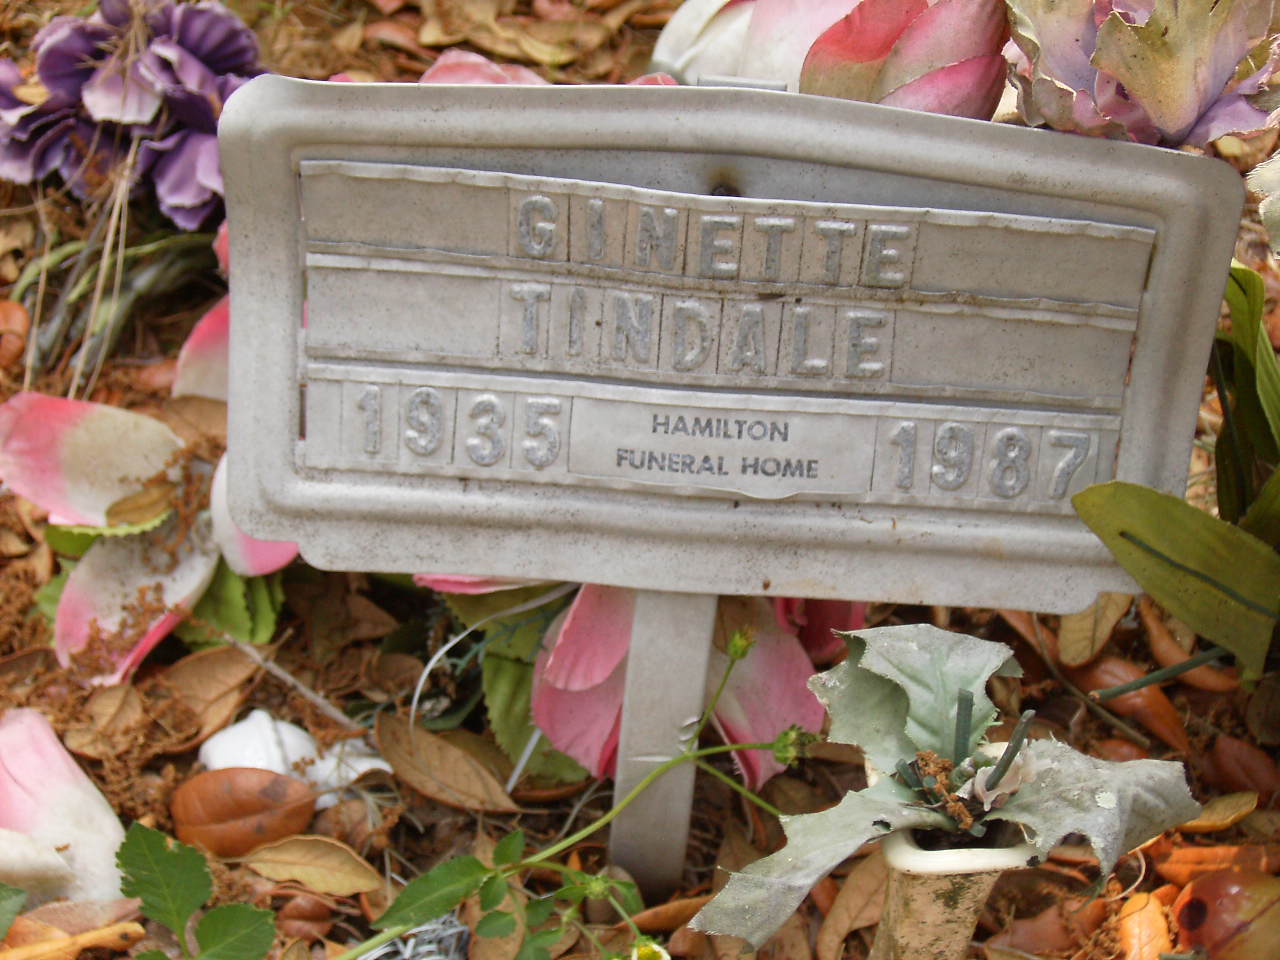 GINETTE
TINDALE
1935 HAMILTON FUNERAL HOME 1987